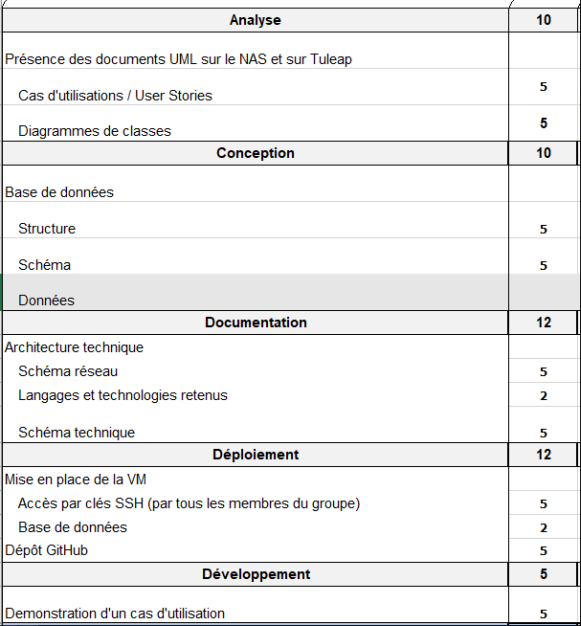 Analyse 10
Présence des documents UML sur le NAS et sur Tuleap
Cas d'utilisations / User Stories 5
Diagrammes de classes 5
Conception 10
Base de données
Structure 5
Schéma 5
Données
Documentation 12
Architecture technique
Schéma réseau 5
Langages et technologies retenus 2
Schéma technique 5
Déploiement 12
Mise en place de la VM
Accès par clés SSH (par tous les membres du groupe) 5
Base de données 2
Dépôt GitHub 5
Développement 5
Demonstration d'un cas d'utilisation 5